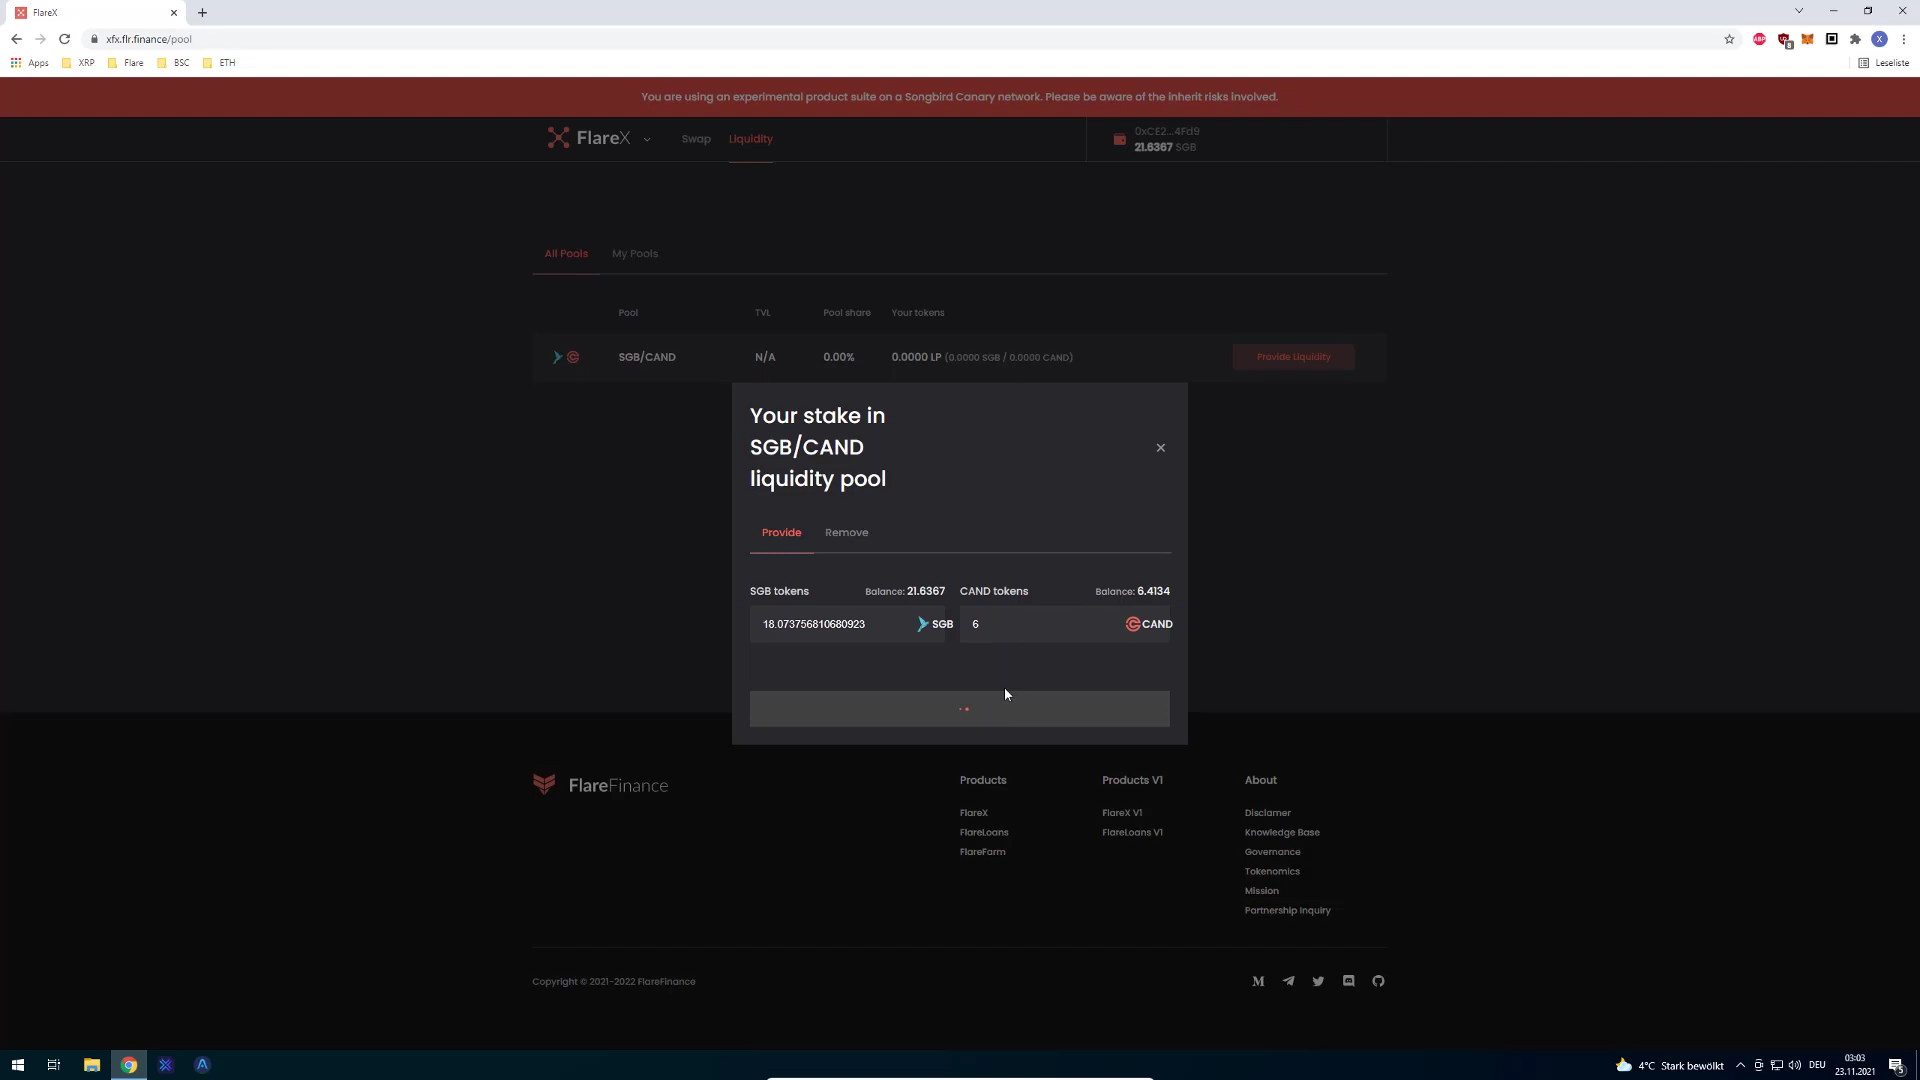 FlareX
xfx.flr.finance/pool
Apps XRP Flare BSC ETH
Leseliste
You are using an experimental product suite on a Songbird Canary network. Please be aware of the inherit risks involved.
FlareX Swap Liquidity
0xCE2...4Fd9
21.6367 SGB
All Pools My Pools
Pool TVL Pool share Your tokens
SGB/CAND N/A 0.00% 0.0000 LP (0.0000 SGB / 0.0000 CAND) Provide Liquidity
Your stake in
SGB/CAND
liquidity pool
Provide Remove
SGB tokens Balance: 21.6367 CAND tokens Balance: 6.4134
18.073756810680923 SGB 6 CAND
FlareFinance
Products Products V1 About
FlareX FlareX V1 Disclamer
FlareLoans FlareLoans V1 Knowledge Base
FlareFarm Governance
Tokenomics
Mission
Partnership Inquiry
Copyright © 2021-2022 FlareFinance
4°C Stark bewölkt DEU 03:03
23.11.2021